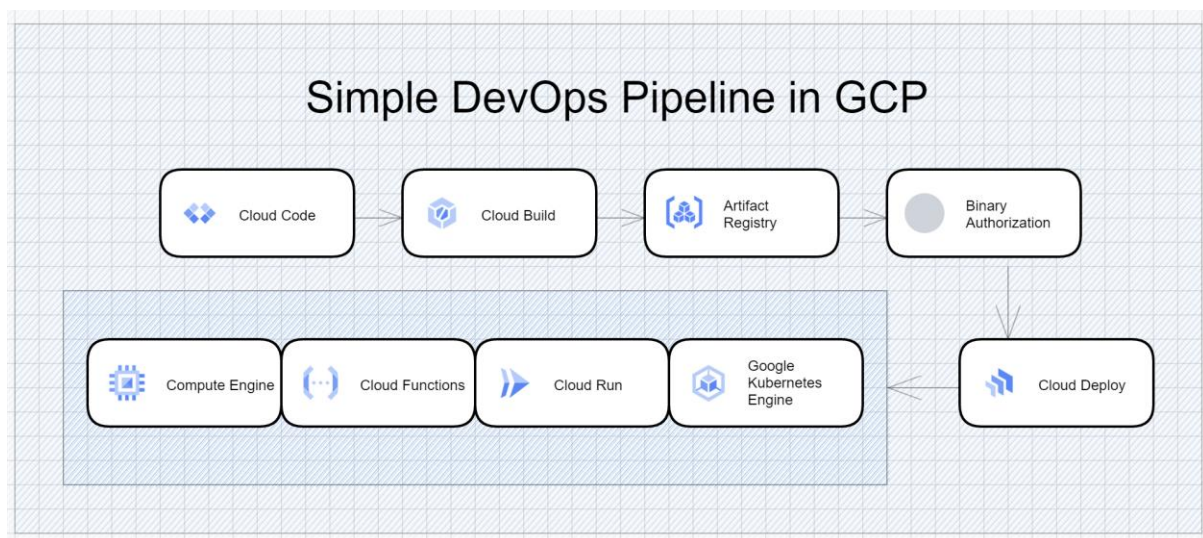 Simple DevOps Pipeline in GCP
Cloud Code
Cloud Build
Artifact
Registry
Binary
Authorization
Compute Engine
Cloud Functions
Cloud Run
Google
Kubernetes
Engine
Cloud Deploy